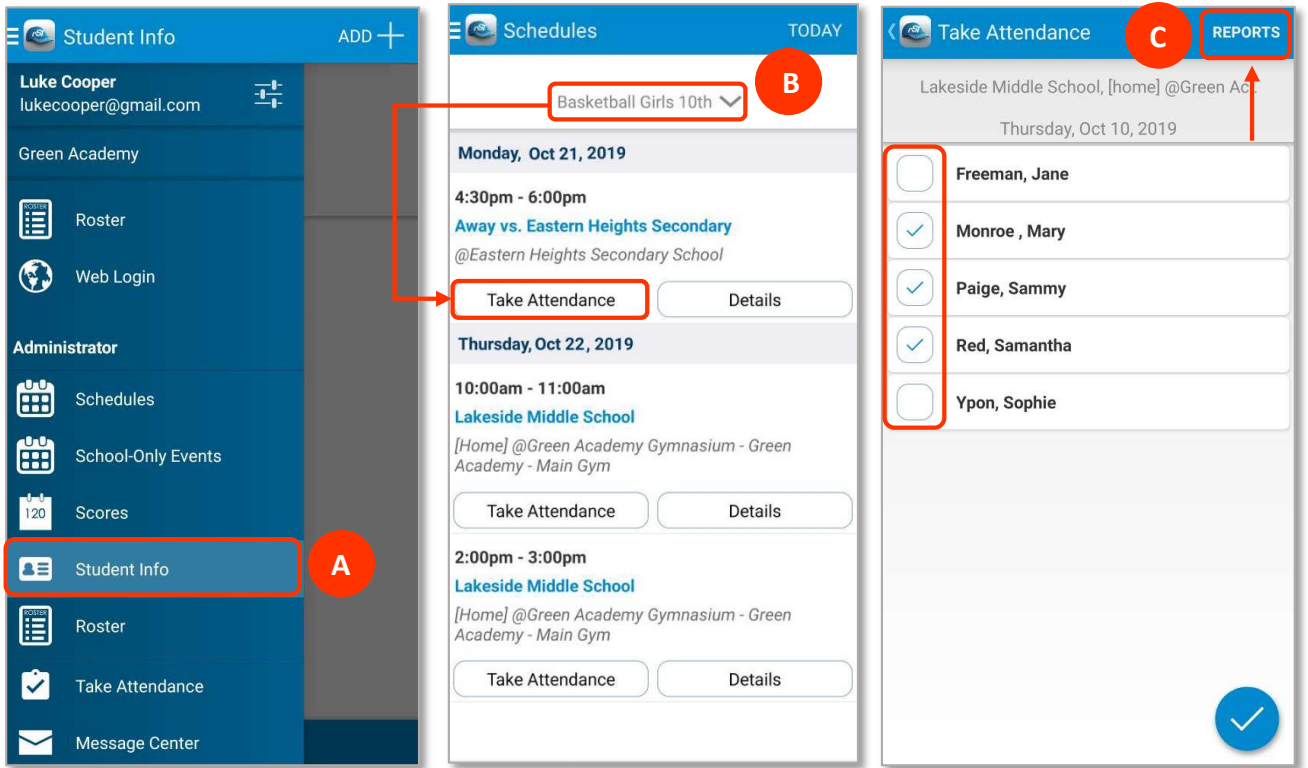 Student Info
ADD
Luke Cooper
lukecooper@gmail.com
Green Academy
ROSTER
Roster
Web Login
Administrator
Schedules
School-Only Events
120
Scores
Student Info
A
ROSTER
Roster
Take Attendance
Message Center
Schedules
TODAY
Basketball Girls 10th
B
Monday, Oct 21, 2019
4:30pm - 6:00pm
Away vs. Eastern Heights Secondary
@Eastern Heights Secondary School
Take Attendance
Details
Thursday, Oct 22, 2019
10:00am - 11:00am
Lakeside Middle School
[Home] @Green Academy Gymnasium - Green
Academy - Main Gym
Take Attendance
Details
2:00pm - 3:00pm
Lakeside Middle School
[Home] @Green Academy Gymnasium - Green
Academy - Main Gym
Take Attendance
Details
Take Attendance
C
REPORTS
Lakeside Middle School, [home] @Green Ac..
Thursday, Oct 10, 2019
Freeman, Jane
Monroe , Mary
Paige, Sammy
Red, Samantha
Ypon, Sophie